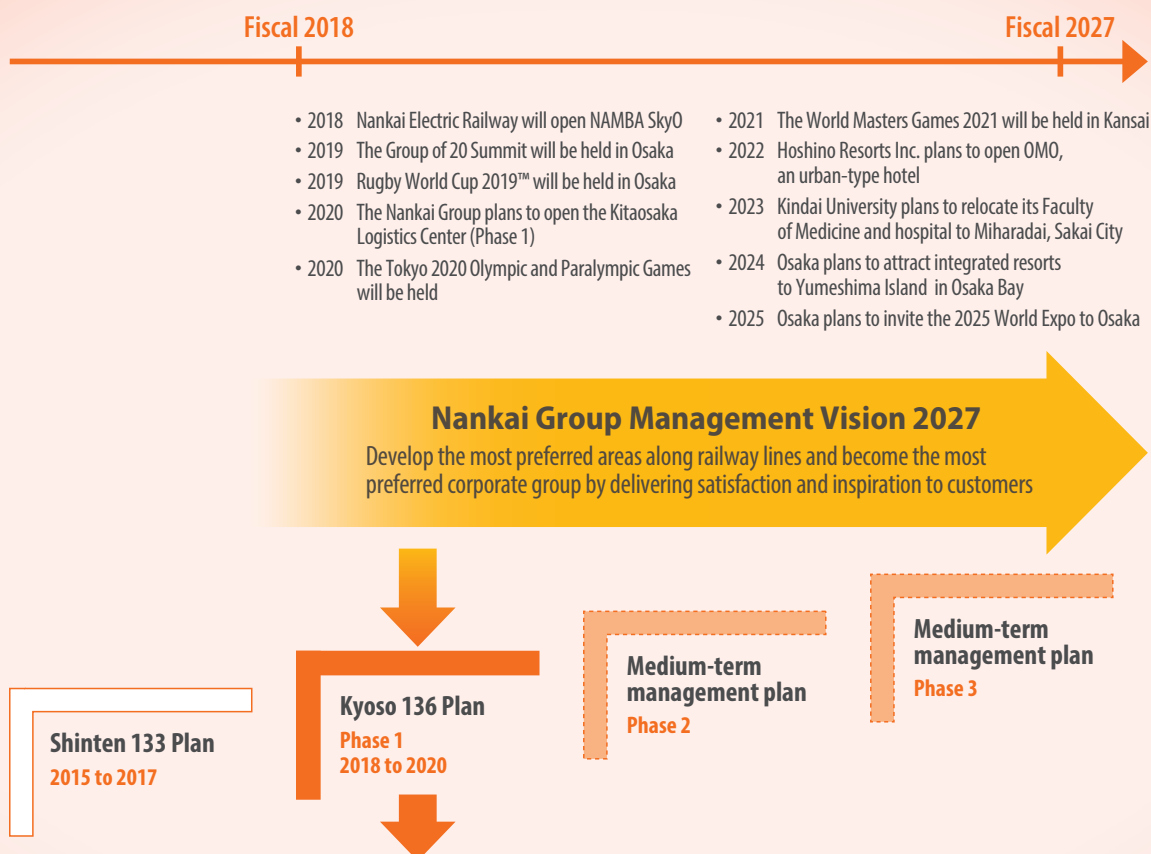 Fiscal 2018
Fiscal 2027
• 2018 Nankai Electric Railway will open NAMBA SkyO
• 2019 The Group of 20 Summit will be held in Osaka
• 2019 Rugby World Cup 2019™ will be held in Osaka
• 2020 The Nankai Group plans to open the Kitaosaka
Logistics Center (Phase 1)
• 2020 The Tokyo 2020 Olympic and Paralympic Games
will be held
• 2021 The World Masters Games 2021 will be held in Kansai
• 2022 Hoshino Resorts Inc. plans to open OMO,
an urban-type hotel
• 2023 Kindai University plans to relocate its Faculty
of Medicine and hospital to Miharadai, Sakai City
• 2024 Osaka plans to attract integrated resorts
to Yumeshima Island in Osaka Bay
• 2025 Osaka plans to invite the 2025 World Expo to Osaka
Nankai Group Management Vision 2027
Develop the most preferred areas along railway lines and become the most
preferred corporate group by delivering satisfaction and inspiration to customers
Shinten 133 Plan
2015 to 2017
Kyoso 136 Plan
Phase 1
2018 to 2020
Medium-term
management plan
Phase 2
Medium-term
management plan
Phase 3